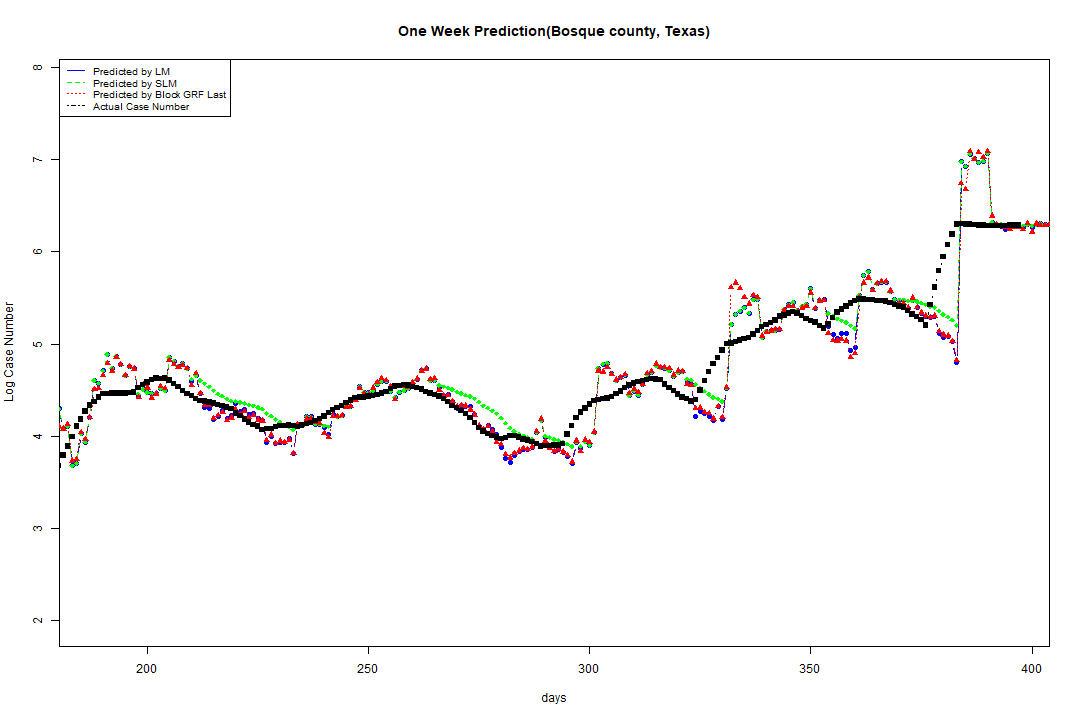 One Week Prediction(Bosque county, Texas)
Predicted by LM
Predicted by SLM
Predicted by Block GRF Last
Actual Case Number
Log Case Number
8
7
6
5
4
3
2
200 250 300 350 400
days